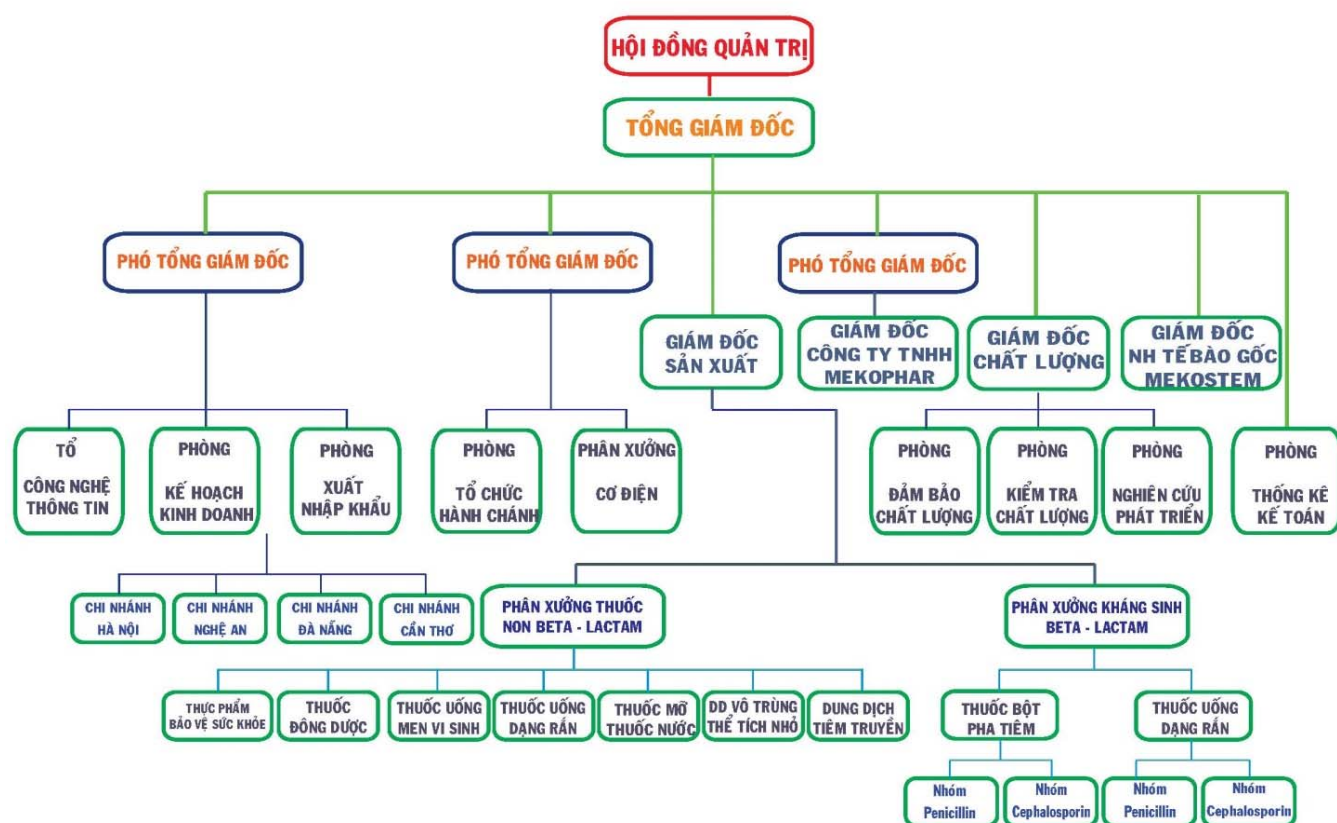 HỘI ĐỒNG QUẢN TRỊ
TỔNG GIÁM ĐỐC
PHÓ TỔNG GIÁM ĐỐC
PHÓ TỔNG GIÁM ĐỐC
PHÓ TỔNG GIÁM ĐỐC
GIÁM ĐỐC
SẢN XUẤT
GIÁM ĐỐC
CÔNG TY TNHH
MEKOPHAR
GIÁM ĐỐC
CHẤT LƯỢNG
GIÁM ĐỐC
NH TẾ BÀO GỐC
MEKOSTEM
TỔ
CÔNG NGHỆ
THÔNG TIN
PHÒNG
KẾ HOẠCH
KINH DOANH
PHÒNG
XUẤT
NHẬP KHẨU
PHÒNG
TỔ CHỨC
HÀNH CHÁNH
PHÂN XƯỞNG
CƠ ĐIỆN
PHÒNG
ĐẢM BẢO
CHẤT LƯỢNG
PHÒNG
KIỂM TRA
CHẤT LƯỢNG
PHÒNG
NGHIÊN CỨU
PHÁT TRIỂN
PHÒNG
THỐNG KÊ
KẾ TOÁN
CHI NHÁNH
HÀ NỘI
CHI NHÁNH
NGHỆ AN
CHI NHÁNH
ĐÀ NẴNG
CHI NHÁNH
CẦN THƠ
PHÂN XƯỞNG THUỐC
NON BETA - LACTAM
PHÂN XƯỞNG KHÁNG SINH
BETA - LACTAM
THỰC PHẨM
BẢO VỆ SỨC KHỎE
THUỐC
ĐÔNG DƯỢC
THUỐC UỐNG
MEN VI SINH
THUỐC UỐNG
DẠNG RẮN
THUỐC MỠ
THUỐC NƯỚC
DD VÔ TRÙNG
THỂ TÍCH NHỎ
DUNG DỊCH
TIÊM TRUYỀN
THUỐC BỘT
PHA TIÊM
THUỐC UỐNG
DẠNG RẮN
Nhóm
Penicillin
Nhóm
Cephalosporin
Nhóm
Penicillin
Nhóm
Cephalosporin